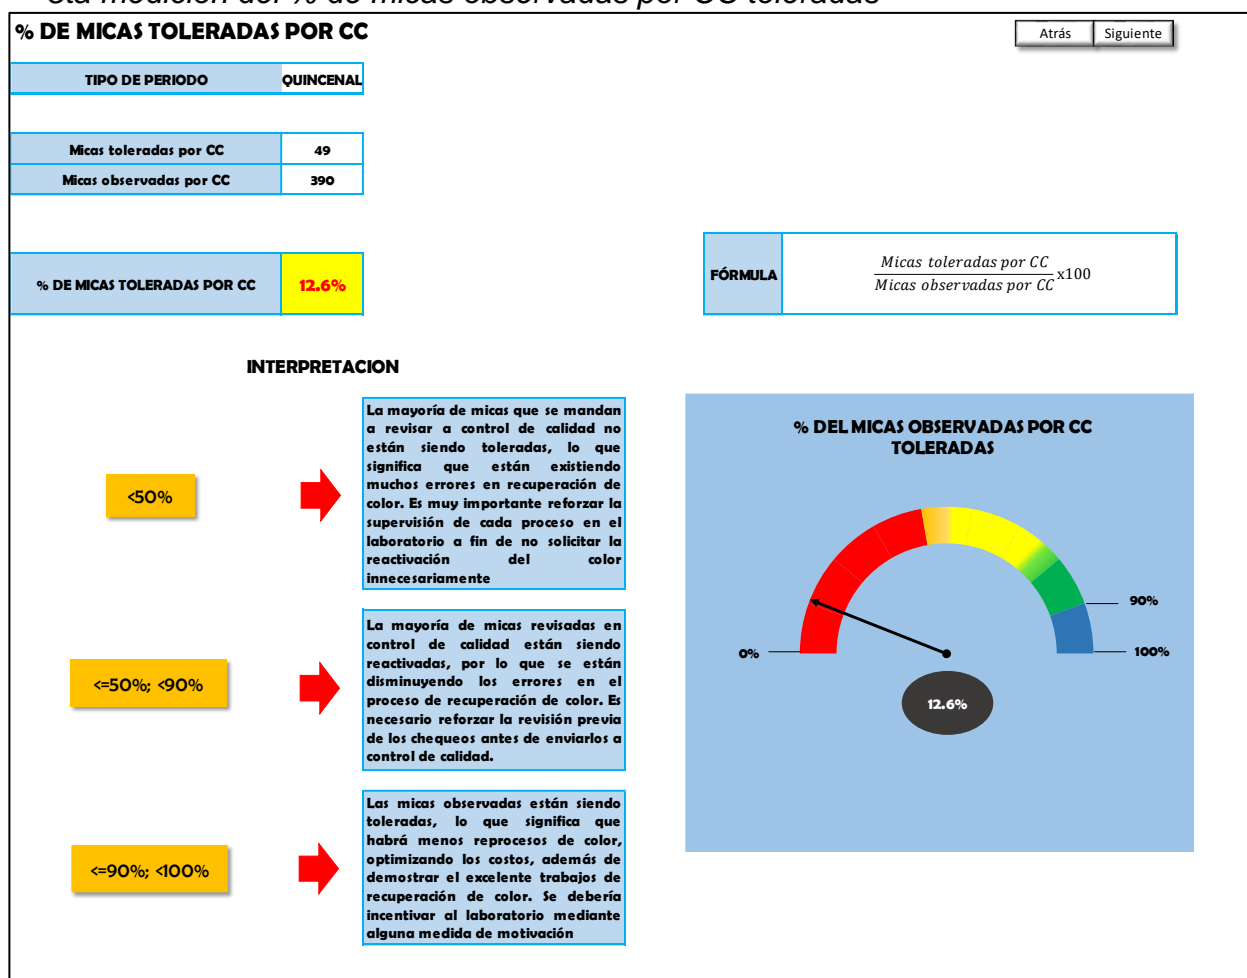 eta medición del % de micas observadas por CC toleradas
% DE MICAS TOLERADAS POR CC
Atrás Siguiente
TIPO DE PERIODO QUINCENAL
Micas toleradas por CC 49
Micas observadas por CC 390
% DE MICAS TOLERADAS POR CC 12.6%
FÓRMULA
Micas toleradas por CC
x100
Micas observadas por CC
INTERPRETACION
<50%
La mayoría de micas que se mandan
a revisar a control de calidad no
están siendo toleradas, lo que
significa que están existiendo
muchos errores en recuperación de
color. Es muy importante reforzar la
supervisión de cada proceso en el
laboratorio a fin de no solicitar la
reactivación del color
innecesariamente
<=50%; <90%
La mayoría de micas revisadas en
control de calidad están siendo
reactivadas, por lo que se están
disminuyendo los errores en el
proceso de recuperación de color. Es
necesario reforzar la revisión previa
de los chequeos antes de enviarlos a
control de calidad.
<=90%; <100%
Las micas observadas están siendo
toleradas, lo que significa que
habrá menos reprocesos de color,
optimizando los costos, además de
demostrar el excelente trabajos de
recuperación de color. Se debería
incentivar al laboratorio mediante
alguna medida de motivación
% DEL MICAS OBSERVADAS POR CC
TOLERADAS
90%
0%
100%
12.6%